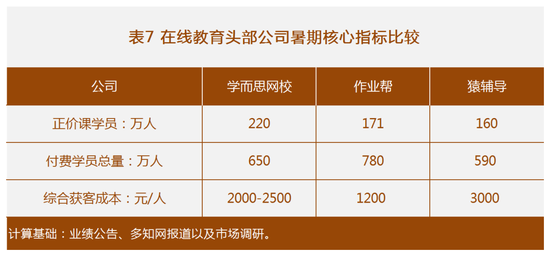 表7 在线教育头部公司暑期核心指标比较
公司 学而思网校 作业帮 猿辅导
正价课学员：万人 220 171 160
付费学员总量：万人 650 780 590
综合获客成本：元/人 2000-2500 1200 3000
计算基础：业绩公告、多知网报道以及市场调研。